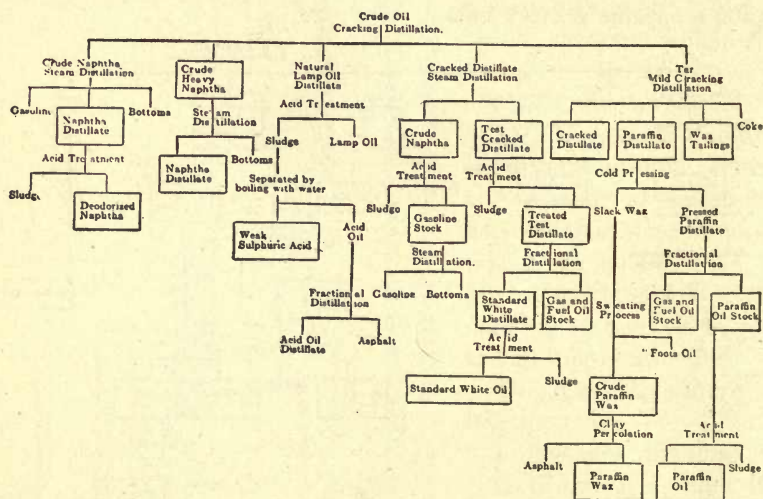 Crude Oil
Cracking Distillation.
Crude Naphtha
Steam Distillation
Gasoline
Naphtha
Distillate
Bottoms
Acid Treatment
Sludge
Deodorized
Naphtha
Crude
Heavy
Naphtha
Steam
Distillation
Naphtha
Distillate
Bottoms
Natural
Lamp Oil
Distillate
Acid Treatment
Sludge
Lamp Oil
Separated by
boiling with water
Weak
Sulphuric Acid
Acid
Oil
Fractional
Distillation
Acid Oil
Distillate
Asphalt
Cracked Distillate
Steam Distillation
Crude
Naphtha
Test
Cracked
Distillate
Acid
Treatment
Sludge
Gasoline
Stock
Steam
Distillation.
Gasoline
Bottoms
Acid
Treatment
Sludge
Treated
Test
Distillate
Fractional
Distillation
Standard
White
Distillate
Gas and
Fuel Oil
Stock
Acid
Treatment
Standard White Oil
Sludge
Tar
Mild Cracking
Distillation
Cracked
Distillate
Paraffin
Distillate
Wax
Tailings
Coke
Cold Pressing
Slack Wax
Pressed
Paraffin
Distillate
Sweating
Process
Fractional
Distillation
Gas and
Fuel Oil
Stock
Paraffin
Oil Stock
"Foots Oil
Crude
Paraffin
Wax
Clay
Percolation
Asphalt
Paraffin
Wax
Acid
Treatment
Paraffin
Oil
Sludge